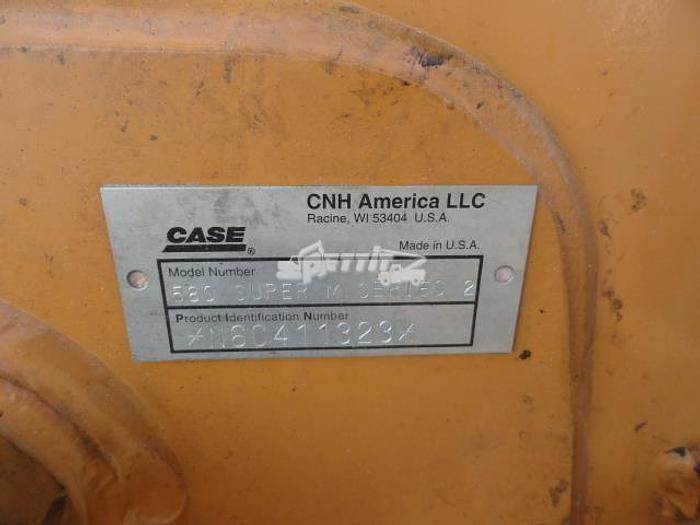 CNH America LLC
Racine, WI 53404 U.S.A.
CASE ®
Made in U.S.A.
Model Number
580 SUPER M SERIES 2
Product Identification Number
*N6C411323*